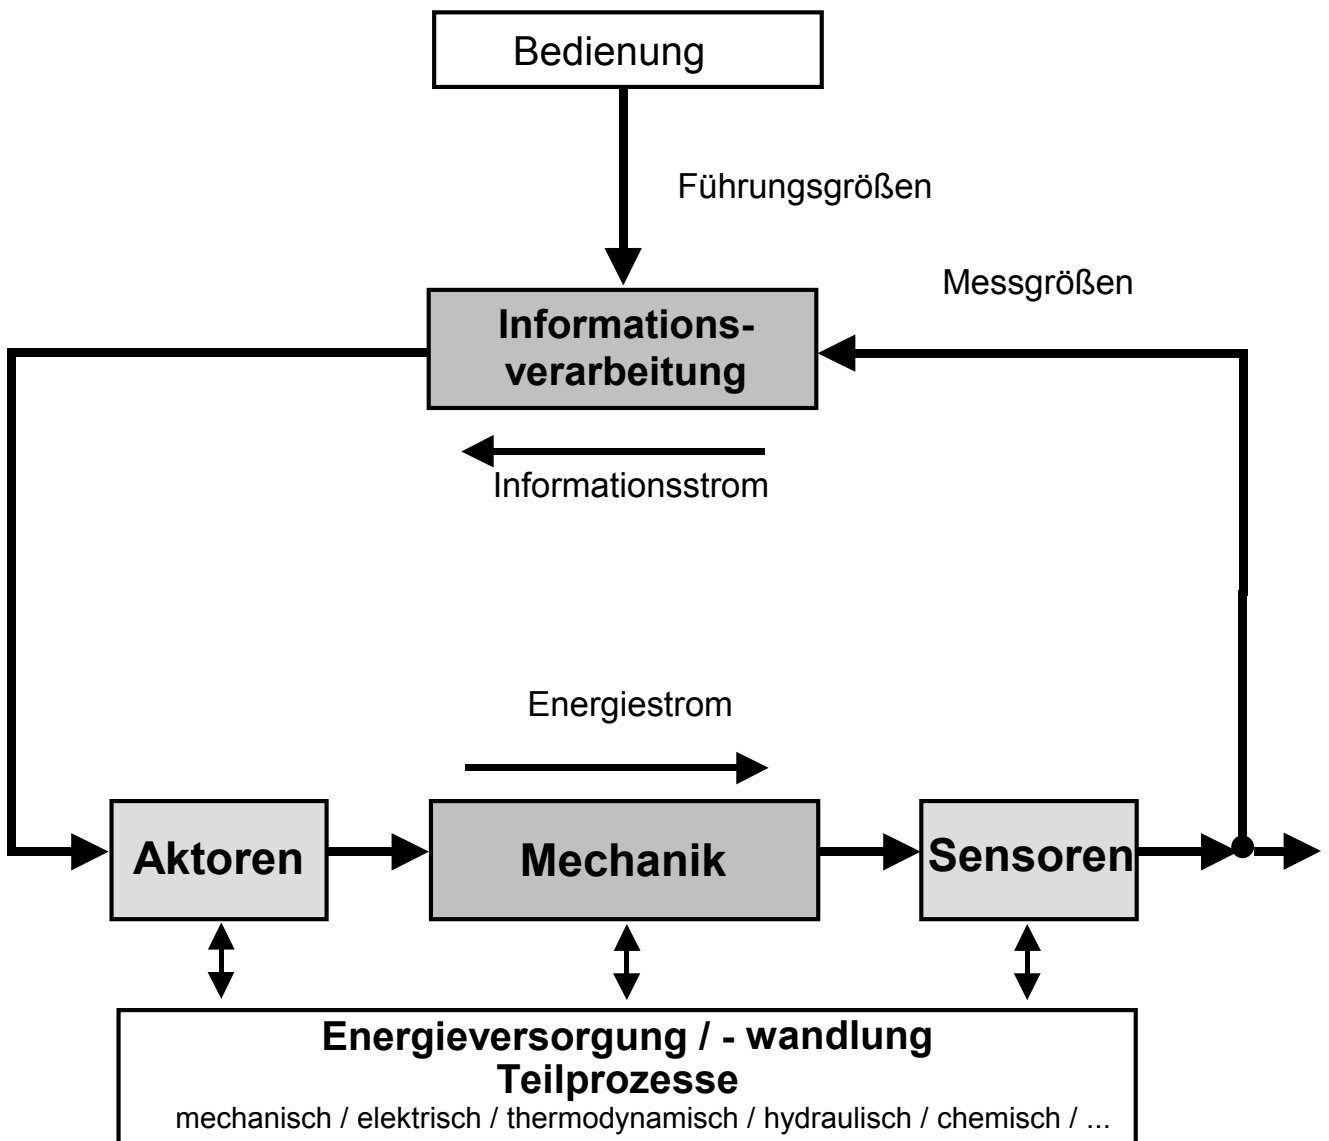 Bedienung
Führungsgrößen
Messgrößen
Informations-
verarbeitung
Informationsstrom
Energiestrom
Aktoren
Mechanik
Sensoren
Energieversorgung / - wandlung
Teilprozesse
mechanisch / elektrisch / thermodynamisch / hydraulisch / chemisch / ...